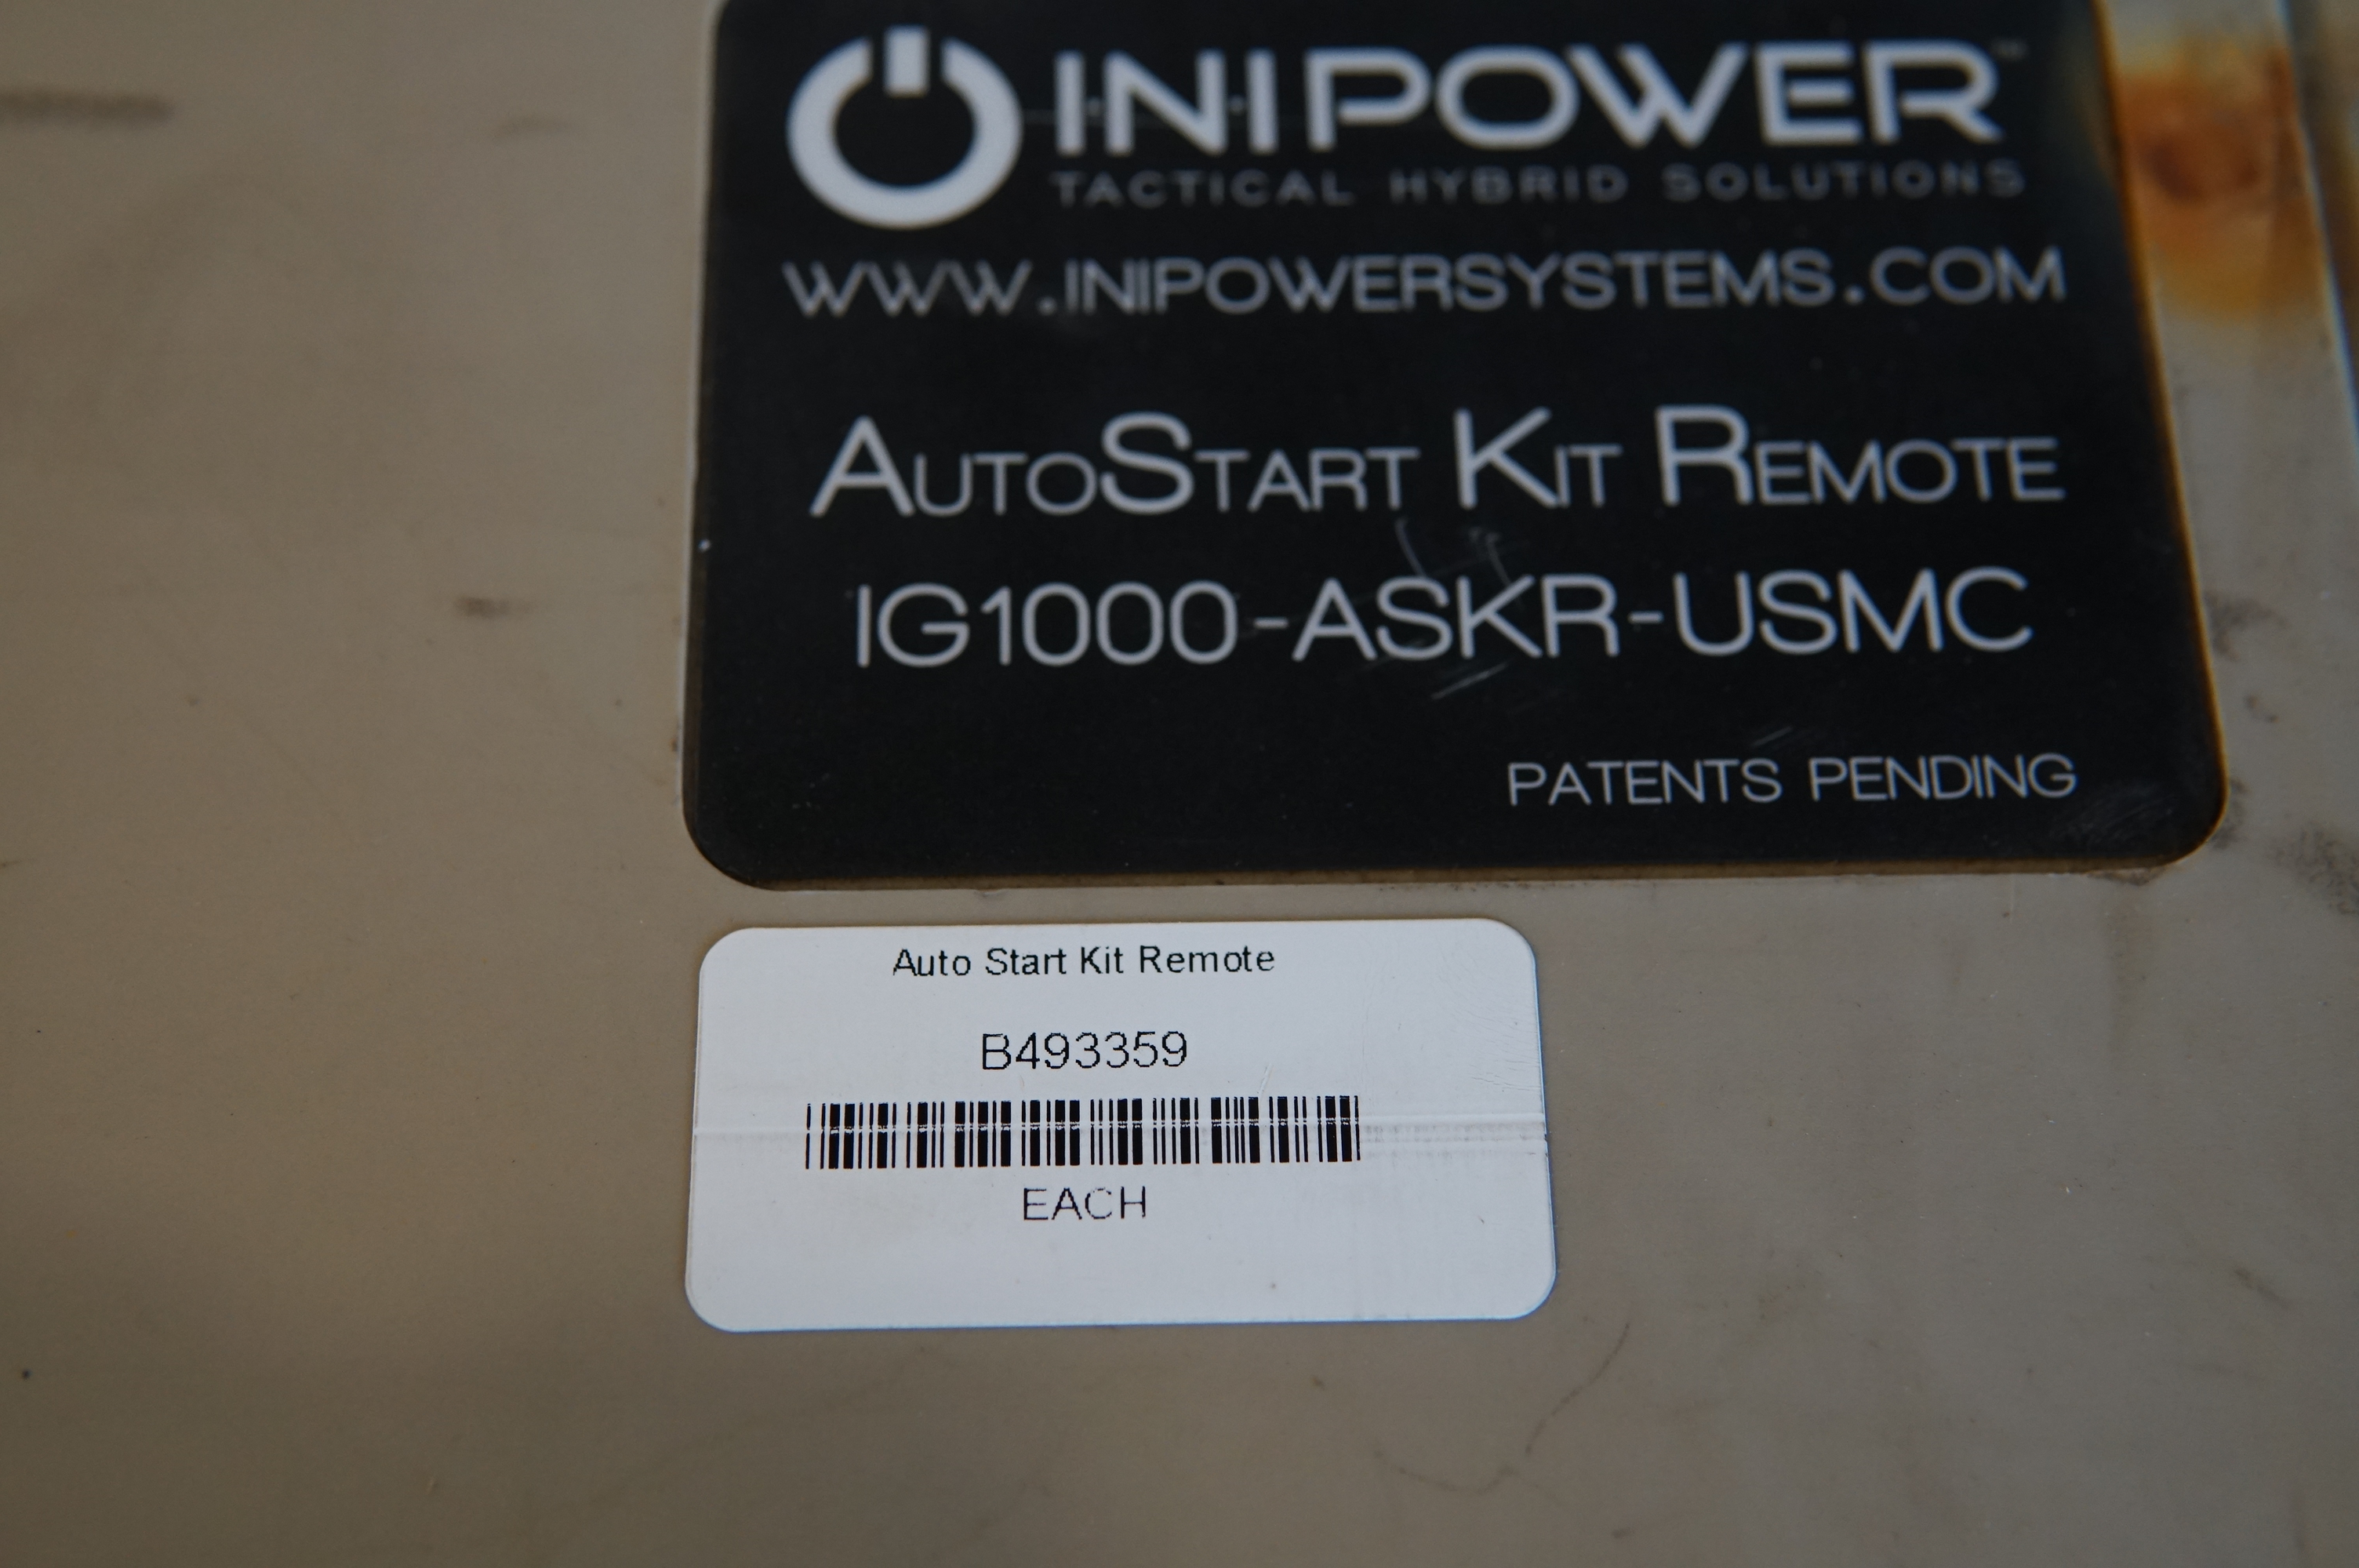 INIPOWER™
TACTICAL HYBRID SOLUTIONS
WWW.INIPOWERSYSTEMS.COM
AUTOSTART KIT REMOTE
IG1000-ASKR-USMC
PATENTS PENDING
Auto Start Kit Remote
B493359
EACH